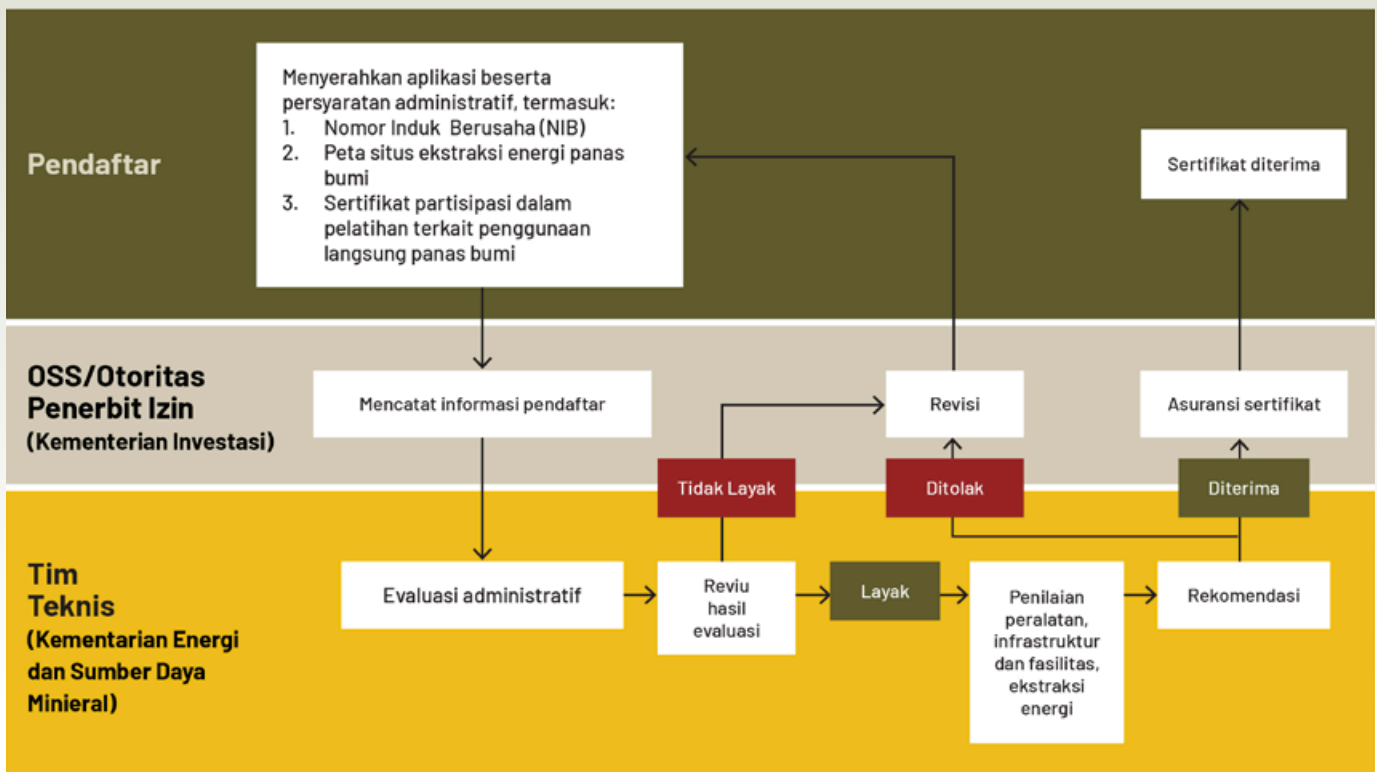 Pendaftar
Menyerahkan aplikasi beserta
persyaratan administratif, termasuk:
1. Nomor Induk Berusaha (NIB)
2. Peta situs ekstraksi energi panas
bumi
3. Sertifikat partisipasi dalam
pelatihan terkait penggunaan
langsung panas bumi
Sertifikat diterima
OSS/Otoritas
Penerbit Izin
(Kementerian Investasi)
Mencatat informasi pendaftar
Revisi
Asuransi sertifikat
Tidak Layak
Ditolak
Diterima
Tim
Teknis
(Kementarian Energi
dan Sumber Daya
Minieral)
Evaluasi administratif
Reviu
hasil
evaluasi
Layak
Penilaian
peralatan,
infrastruktur
dan fasilitas,
ekstraksi
energi
Rekomendasi